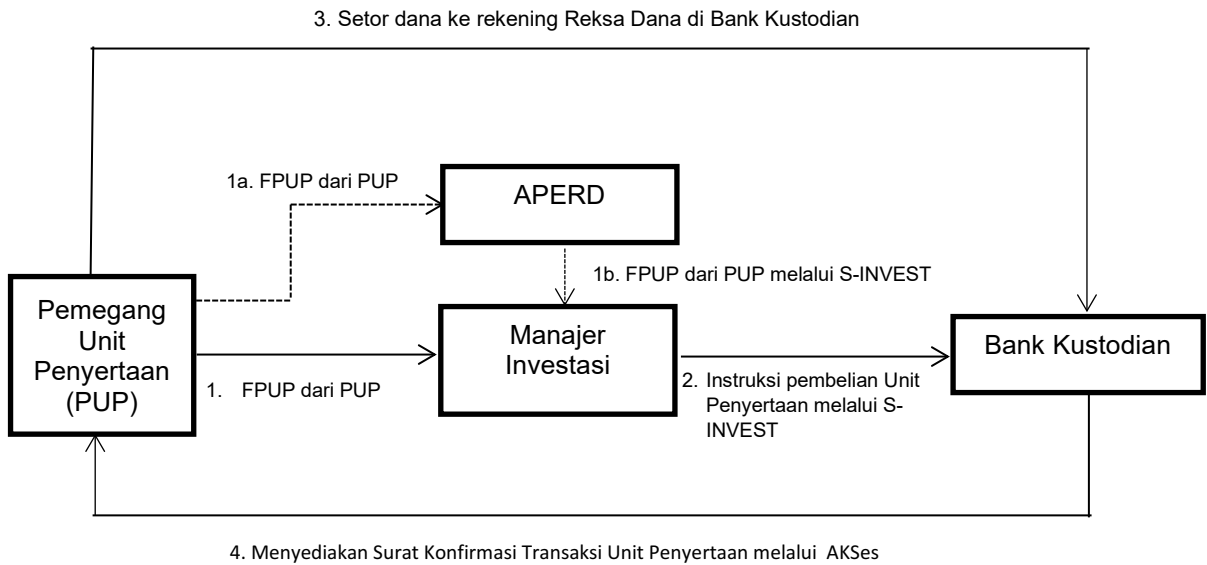 3. Setor dana ke rekening Reksa Dana di Bank Kustodian
1a. FPUP dari PUP
APERD
1b. FPUP dari PUP melalui S-INVEST
Pemegang
Unit
Penyertaan
(PUP)
1. FPUP dari PUP
Manajer
Investasi
2. Instruksi pembelian Unit
Penyertaan melalui S-
INVEST
Bank Kustodian
4. Menyediakan Surat Konfirmasi Transaksi Unit Penyertaan melalui AKSes